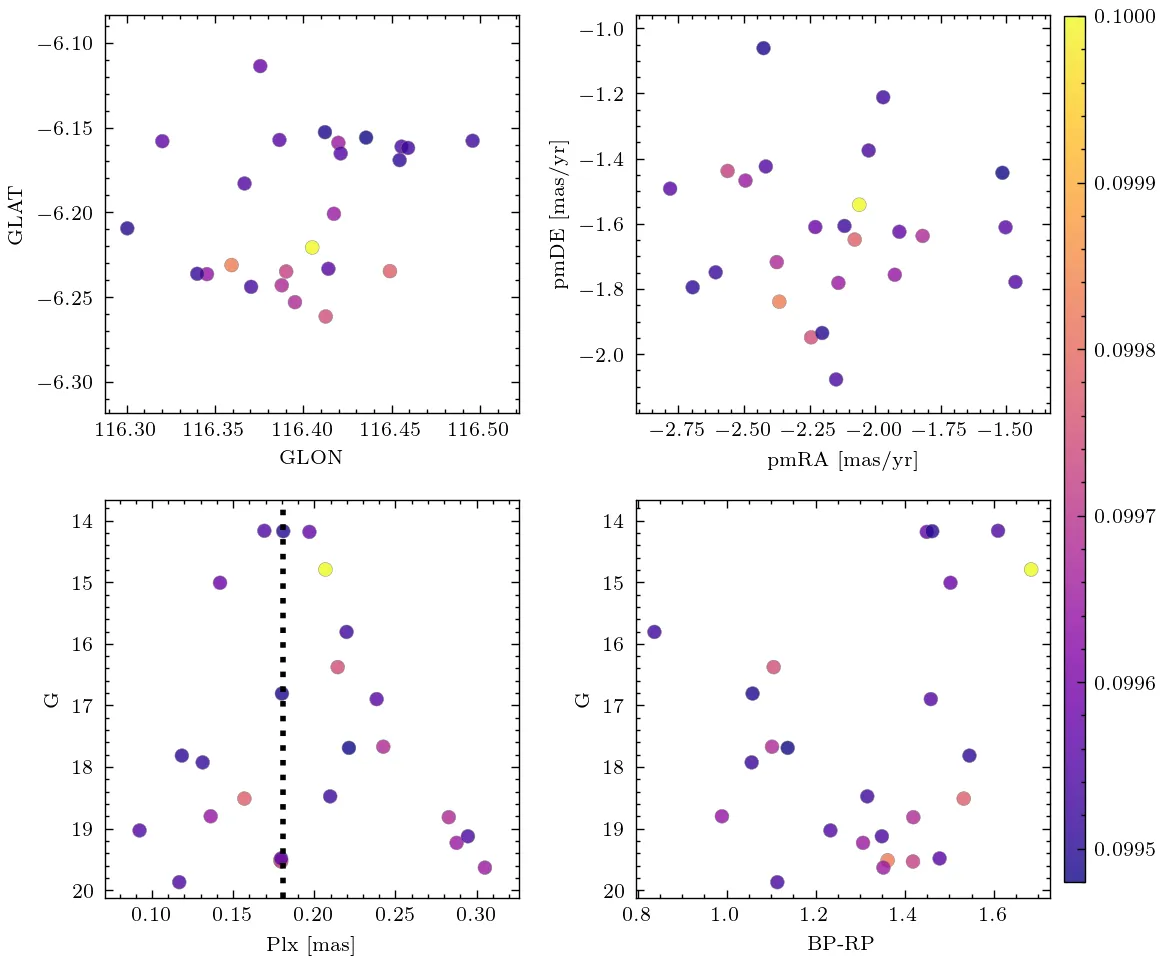 −6.10
−6.15
−6.20
−6.25
−6.30
GLAT
116.30 116.35 116.40 116.45 116.50
GLON
−1.0
−1.2
−1.4
−1.6
−1.8
−2.0
pmDE [mas/yr]
−2.75 −2.50 −2.25 −2.00 −1.75 −1.50
pmRA [mas/yr]
0.1000
0.0999
0.0998
0.0997
0.0996
0.0995
14
15
16
17
18
19
20
G
0.10 0.15 0.20 0.25 0.30
Plx [mas]
14
15
16
17
18
19
20
G
0.8 1.0 1.2 1.4 1.6
BP-RP